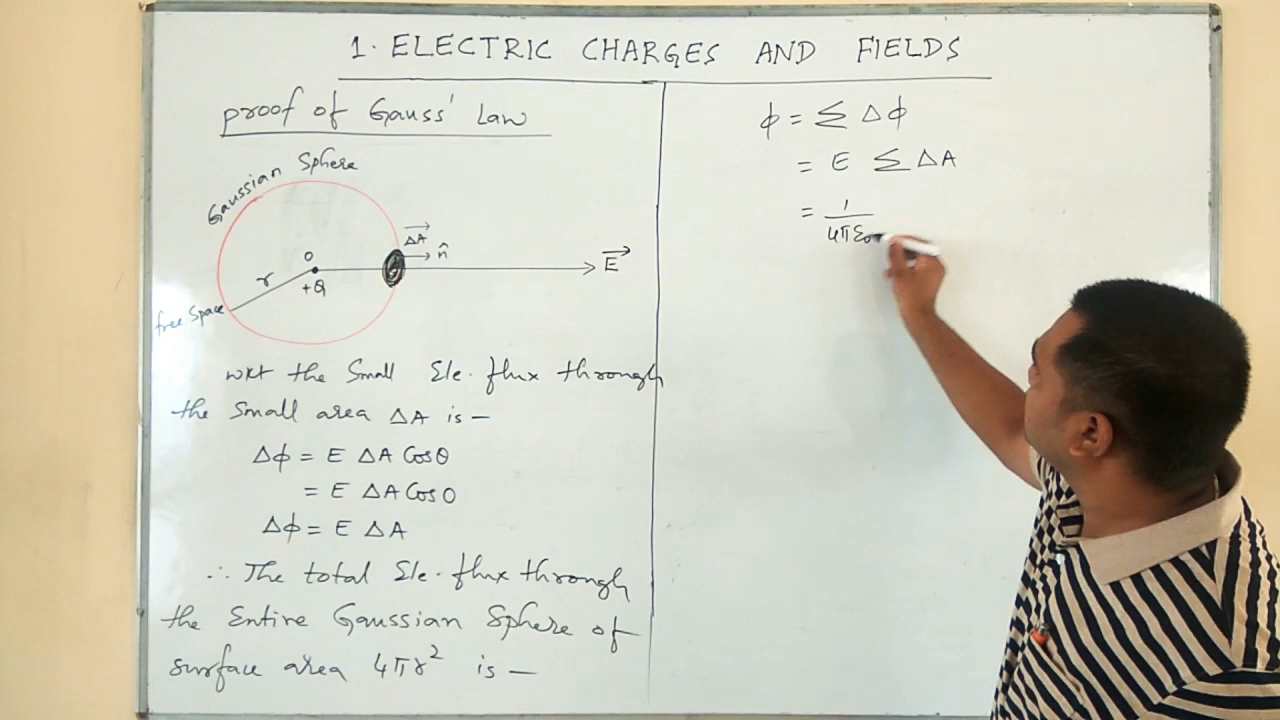 1. ELECTRIC CHARGES AND FIELDS
proof of Gauss' Law
Gaussian Sphere
ΔA⃗
n̂
O
r
+Q
E⃗
free Space
WKT the Small Ele. flux through
the small area ΔA is –
Δϕ = E ΔA Cosθ
= E ΔA Cos0
Δϕ = E ΔA
∴ The total Ele. flux through
the Entire Gaussian Sphere of
surface area 4πr² is –
ϕ = Σ Δϕ
= E Σ ΔA
= 1/4πε₀